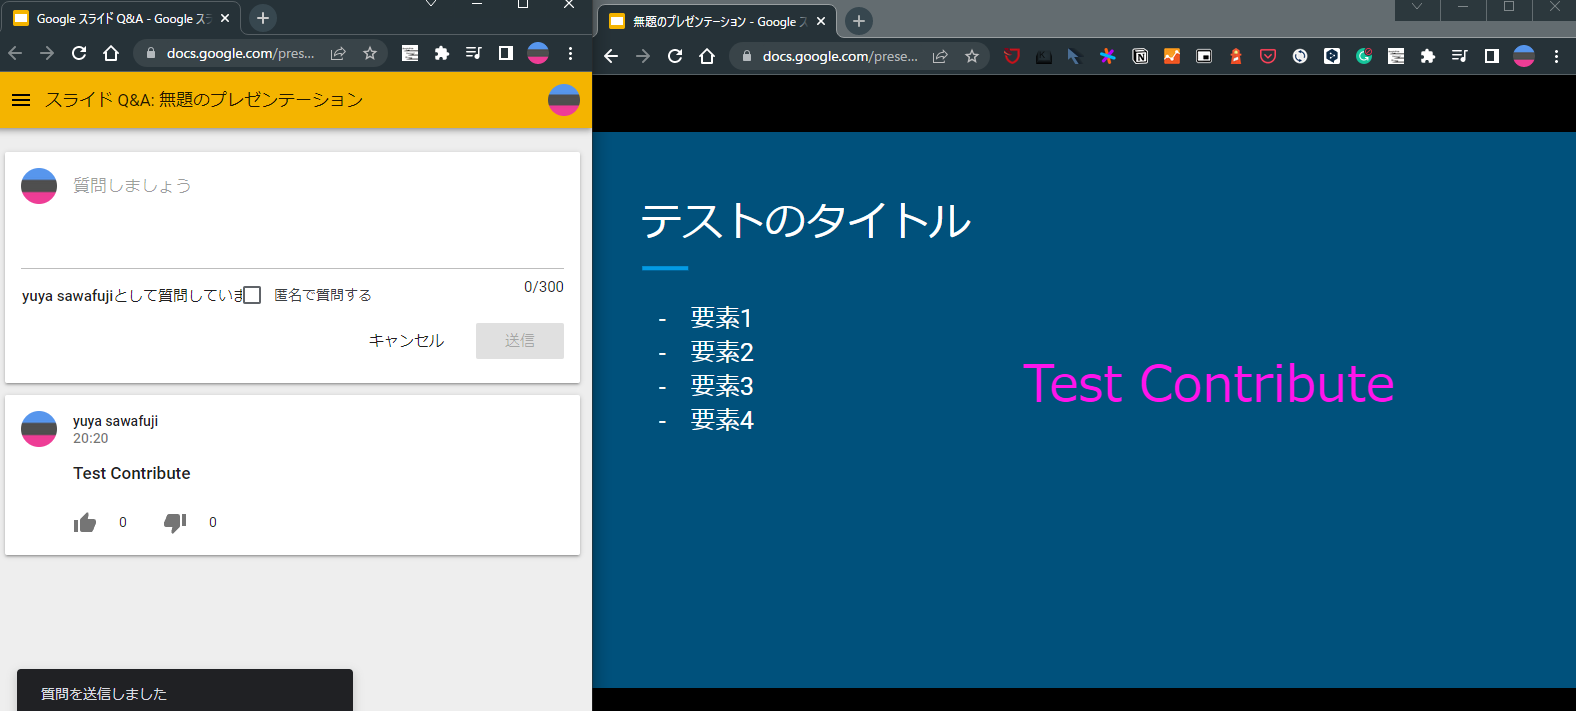 Google スライド Q&A - Google ス
docs.google.com/pres...
スライド Q&A: 無題のプレゼンテーション
質問しましょう
0/300
yuya sawafujiとして質問していま
匿名で質問する
キャンセル
送信
yuya sawafuji
20:20
Test Contribute
0
0
質問を送信しました
無題のプレゼンテーション - Google
docs.google.com/prese...
テストのタイトル
- 要素1
- 要素2
- 要素3
- 要素4
Test Contribute